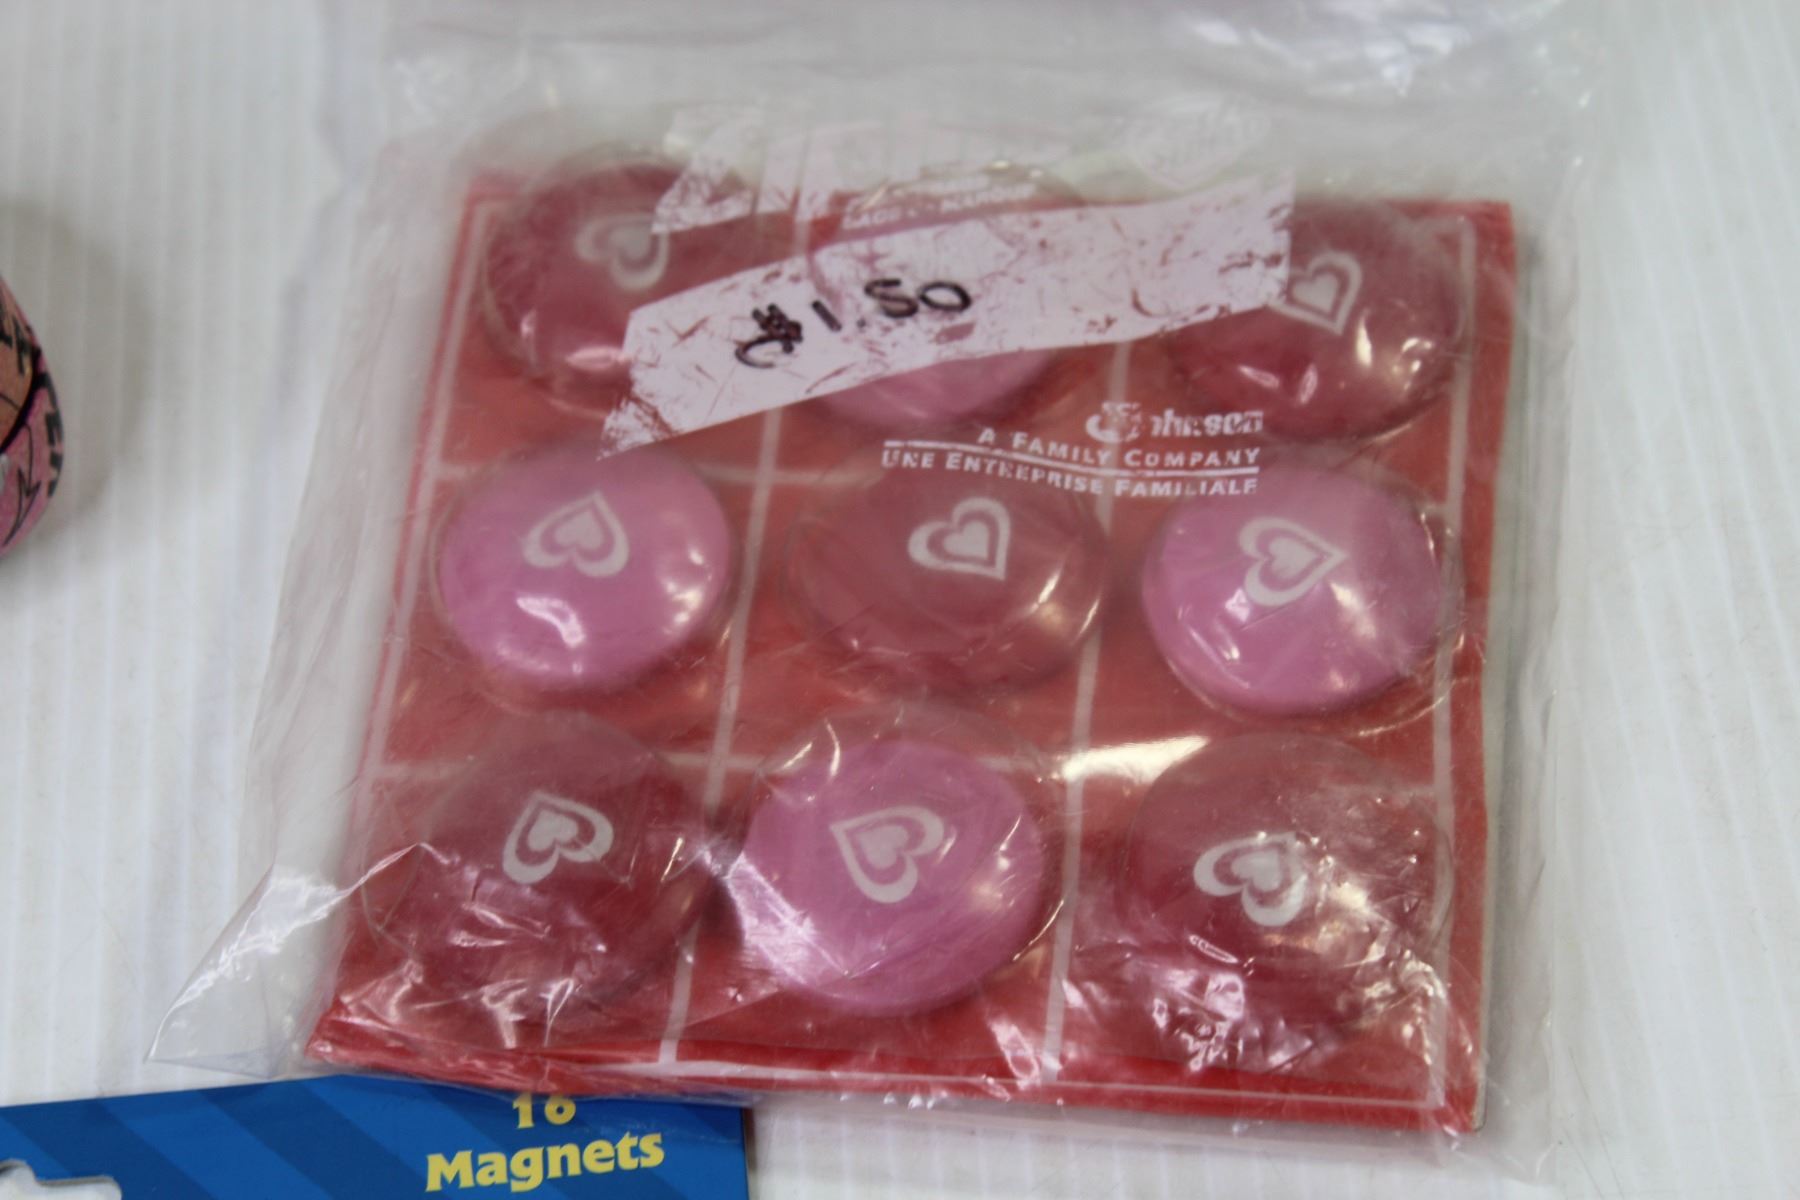 $1.50
Johnson
A FAMILY COMPANY
UNE ENTREPRISE FAMILIALE
16
Magnets